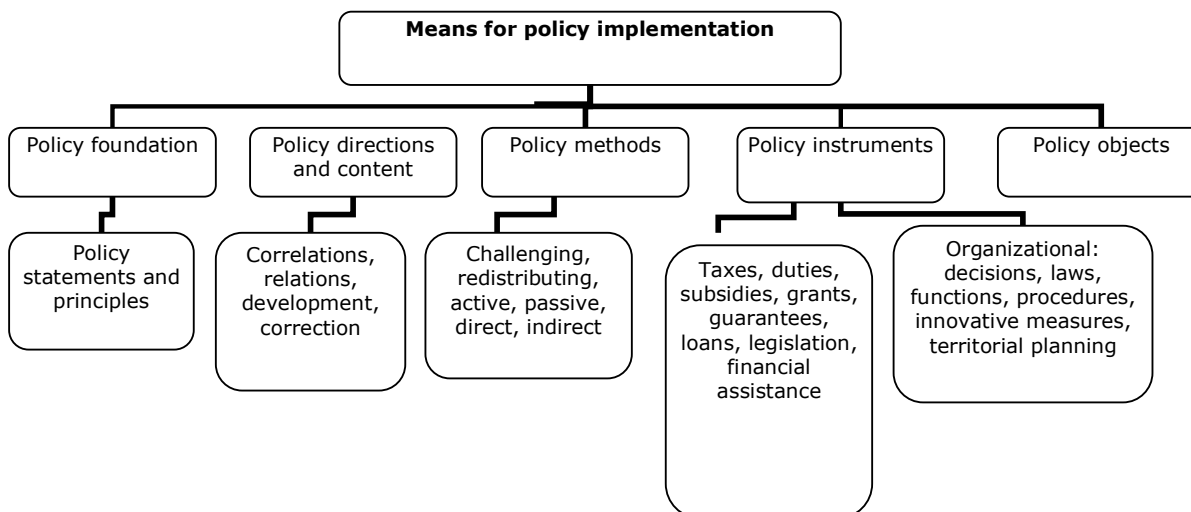 Means for policy implementation
Policy foundation
Policy directions
and content
Policy methods
Policy instruments
Policy objects
Policy
statements and
principles
Correlations,
relations,
development,
correction
Challenging,
redistributing,
active, passive,
direct, indirect
Taxes, duties,
subsidies, grants,
guarantees,
loans, legislation,
financial
assistance
Organizational:
decisions, laws,
functions, procedures,
innovative measures,
territorial planning